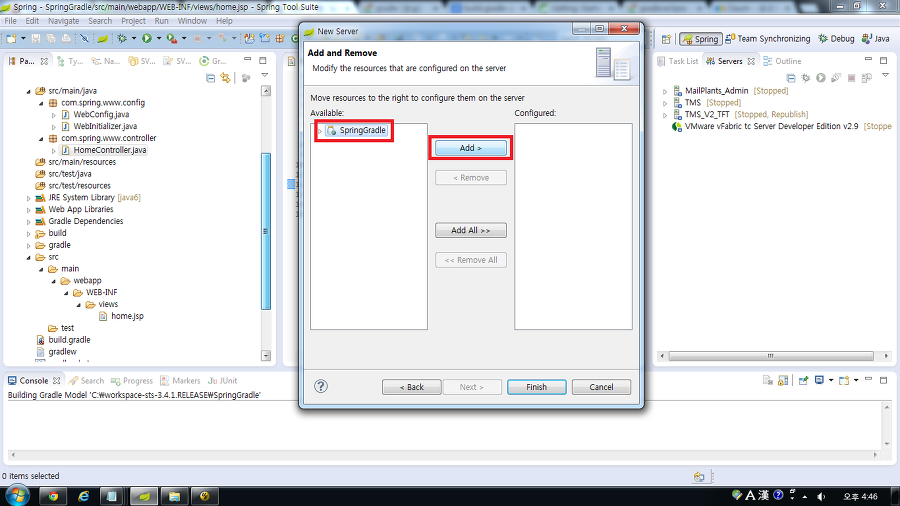 Spring - SpringGradle/src/main/webapp/WEB-INF/views/home.jsp - Spring Tool Suite
File Edit Navigate Search Project Run Window Help
Spring Team Synchronizing Debug Java
Pa... Ty... Na... SV... SV... Gr...
src/main/java
com.spring.www.config
WebConfig.java
WebInitializer.java
com.spring.www.controller
HomeController.java
src/main/resources
src/test/java
src/test/resources
JRE System Library [java6]
Web App Libraries
Gradle Dependencies
build
gradle
src
main
webapp
WEB-INF
views
home.jsp
test
build.gradle
gradlew
New Server
Add and Remove
Modify the resources that are configured on the server
Move resources to the right to configure them on the server
Available:
Configured:
SpringGradle
Add >
< Remove
Add All >>
<< Remove All
< Back
Next >
Finish
Cancel
Task List Servers Outline
MailPlants_Admin [Stopped]
TMS [Stopped]
TMS_V2_TFT [Stopped, Republish]
VMware vFabric tc Server Developer Edition v2.9 [Stoppe
Console Search Progress Markers JUnit
Building Gradle Model 'C:₩workspace-sts-3.4.1.RELEASE₩SpringGradle'
0 items selected
A 漢
오후 4:46